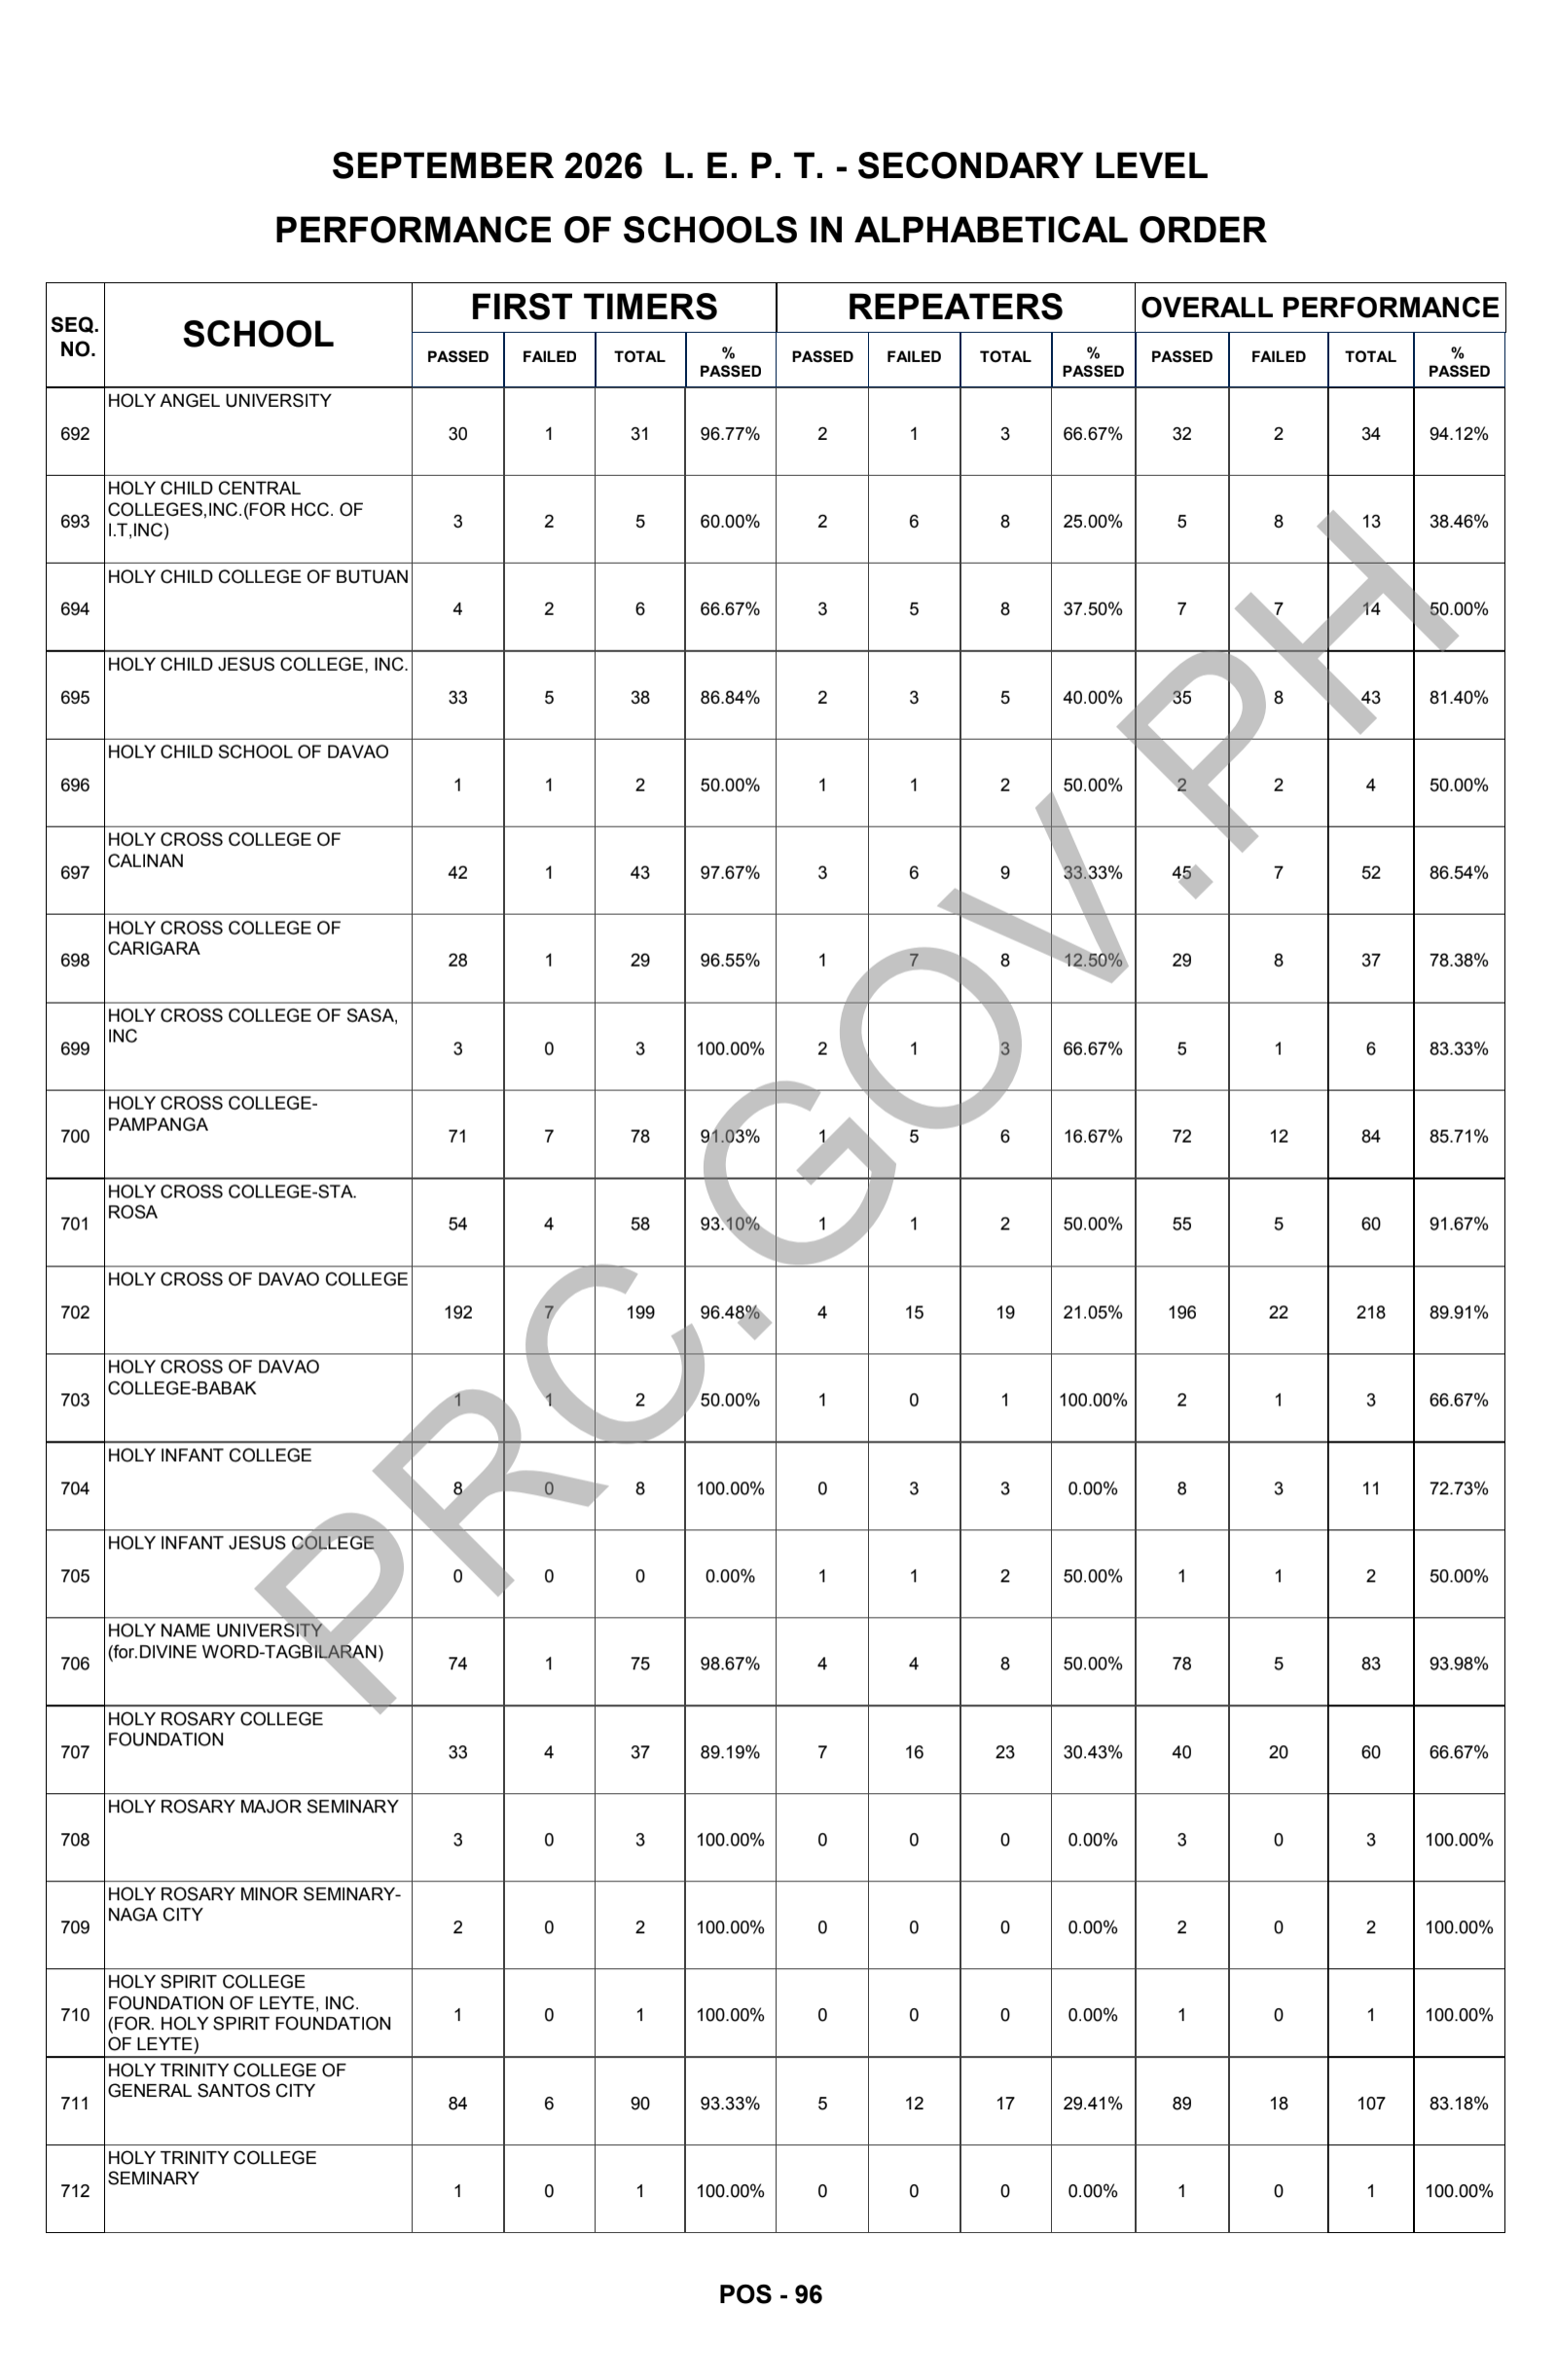 SEPTEMBER 2026 L. E. P. T. - SECONDARY LEVEL
PERFORMANCE OF SCHOOLS IN ALPHABETICAL ORDER
SEQ. NO. SCHOOL FIRST TIMERS REPEATERS OVERALL PERFORMANCE
PASSED FAILED TOTAL % PASSED PASSED FAILED TOTAL % PASSED PASSED FAILED TOTAL % PASSED
HOLY ANGEL UNIVERSITY
692 30 1 31 96.77% 2 1 3 66.67% 32 2 34 94.12%
HOLY CHILD CENTRAL
COLLEGES,INC.(FOR HCC. OF
I.T,INC)
693 3 2 5 60.00% 2 6 8 25.00% 5 8 13 38.46%
HOLY CHILD COLLEGE OF BUTUAN
694 4 2 6 66.67% 3 5 8 37.50% 7 7 14 50.00%
HOLY CHILD JESUS COLLEGE, INC.
695 33 5 38 86.84% 2 3 5 40.00% 35 8 43 81.40%
HOLY CHILD SCHOOL OF DAVAO
696 1 1 2 50.00% 1 1 2 50.00% 2 2 4 50.00%
HOLY CROSS COLLEGE OF
CALINAN
697 42 1 43 97.67% 3 6 9 33.33% 45 7 52 86.54%
HOLY CROSS COLLEGE OF
CARIGARA
698 28 1 29 96.55% 1 7 8 12.50% 29 8 37 78.38%
HOLY CROSS COLLEGE OF SASA,
INC
699 3 0 3 100.00% 2 1 3 66.67% 5 1 6 83.33%
HOLY CROSS COLLEGE-
PAMPANGA
700 71 7 78 91.03% 1 5 6 16.67% 72 12 84 85.71%
HOLY CROSS COLLEGE-STA.
ROSA
701 54 4 58 93.10% 1 1 2 50.00% 55 5 60 91.67%
HOLY CROSS OF DAVAO COLLEGE
702 192 7 199 96.48% 4 15 19 21.05% 196 22 218 89.91%
HOLY CROSS OF DAVAO
COLLEGE-BABAK
703 1 1 2 50.00% 1 0 1 100.00% 2 1 3 66.67%
HOLY INFANT COLLEGE
704 8 0 8 100.00% 0 3 3 0.00% 8 3 11 72.73%
HOLY INFANT JESUS COLLEGE
705 0 0 0 0.00% 1 1 2 50.00% 1 1 2 50.00%
HOLY NAME UNIVERSITY
(for.DIVINE WORD-TAGBILARAN)
706 74 1 75 98.67% 4 4 8 50.00% 78 5 83 93.98%
HOLY ROSARY COLLEGE
FOUNDATION
707 33 4 37 89.19% 7 16 23 30.43% 40 20 60 66.67%
HOLY ROSARY MAJOR SEMINARY
708 3 0 3 100.00% 0 0 0 0.00% 3 0 3 100.00%
HOLY ROSARY MINOR SEMINARY-
NAGA CITY
709 2 0 2 100.00% 0 0 0 0.00% 2 0 2 100.00%
HOLY SPIRIT COLLEGE
FOUNDATION OF LEYTE, INC.
(FOR. HOLY SPIRIT FOUNDATION
OF LEYTE)
710 1 0 1 100.00% 0 0 0 0.00% 1 0 1 100.00%
HOLY TRINITY COLLEGE OF
GENERAL SANTOS CITY
711 84 6 90 93.33% 5 12 17 29.41% 89 18 107 83.18%
HOLY TRINITY COLLEGE
SEMINARY
712 1 0 1 100.00% 0 0 0 0.00% 1 0 1 100.00%
PRC.GOV.PH
POS - 96